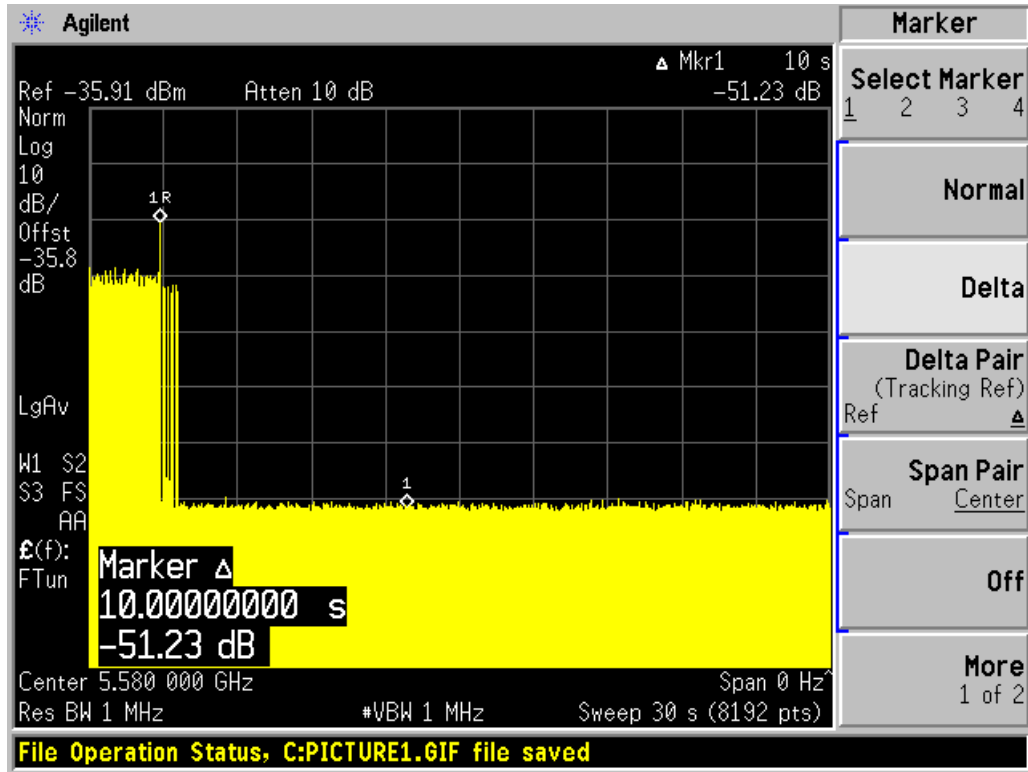 Agilent
Marker
Δ Mkr1 10 s
Ref -35.91 dBm Atten 10 dB -51.23 dB
Norm
Log
10
dB/
Offst
-35.8
dB
1R
LgAv
1
W1 S2
S3 FS
AA
£(f):
FTun
Marker Δ
10.00000000 s
-51.23 dB
Center 5.580 000 GHz Span 0 Hz^
Res BW 1 MHz #VBW 1 MHz Sweep 30 s (8192 pts)
File Operation Status, C:PICTURE1.GIF file saved
Select Marker
1 2 3 4
Normal
Delta
Delta Pair
(Tracking Ref)
Ref Δ
Span Pair
Span Center
Off
More
1 of 2